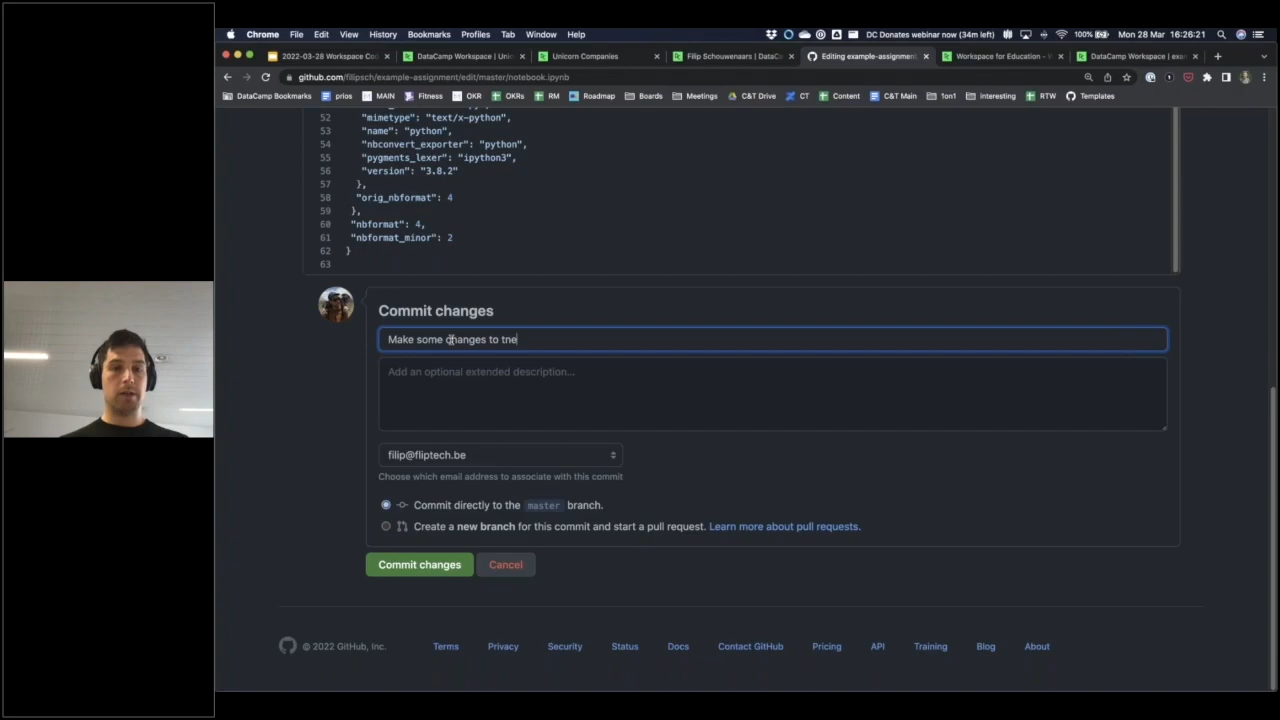 Chrome File Edit View History Bookmarks Profiles Tab Window Help DC Donates webinar now (34m left) 100% Mon 28 Mar 16:26:21
2022-03-28 Workspace Co DataCamp Workspace | Uni Unicorn Companies Filip Schouwenaars | DataC Editing example-assignment Workspace for Education - DataCamp Workspace | exa
github.com/filipsch/example-assignment/edit/master/notebook.ipynb
DataCamp Bookmarks prios MAIN Fitness OKR OKRs RM Roadmap Boards Meetings C&T Drive CT Content C&T Main 1on1 interesting RTW Templates
52 "mimetype": "text/x-python",
53 "name": "python",
54 "nbconvert_exporter": "python",
55 "pygments_lexer": "ipython3",
56 "version": "3.8.2"
57 },
58 "orig_nbformat": 4
59 },
60 "nbformat": 4,
61 "nbformat_minor": 2
62 }
63
Commit changes
Make some changes to tne
Add an optional extended description...
filip@fliptech.be
Choose which email address to associate with this commit
Commit directly to the master branch.
Create a new branch for this commit and start a pull request. Learn more about pull requests.
Commit changes Cancel
© 2022 GitHub, Inc. Terms Privacy Security Status Docs Contact GitHub Pricing API Training Blog About